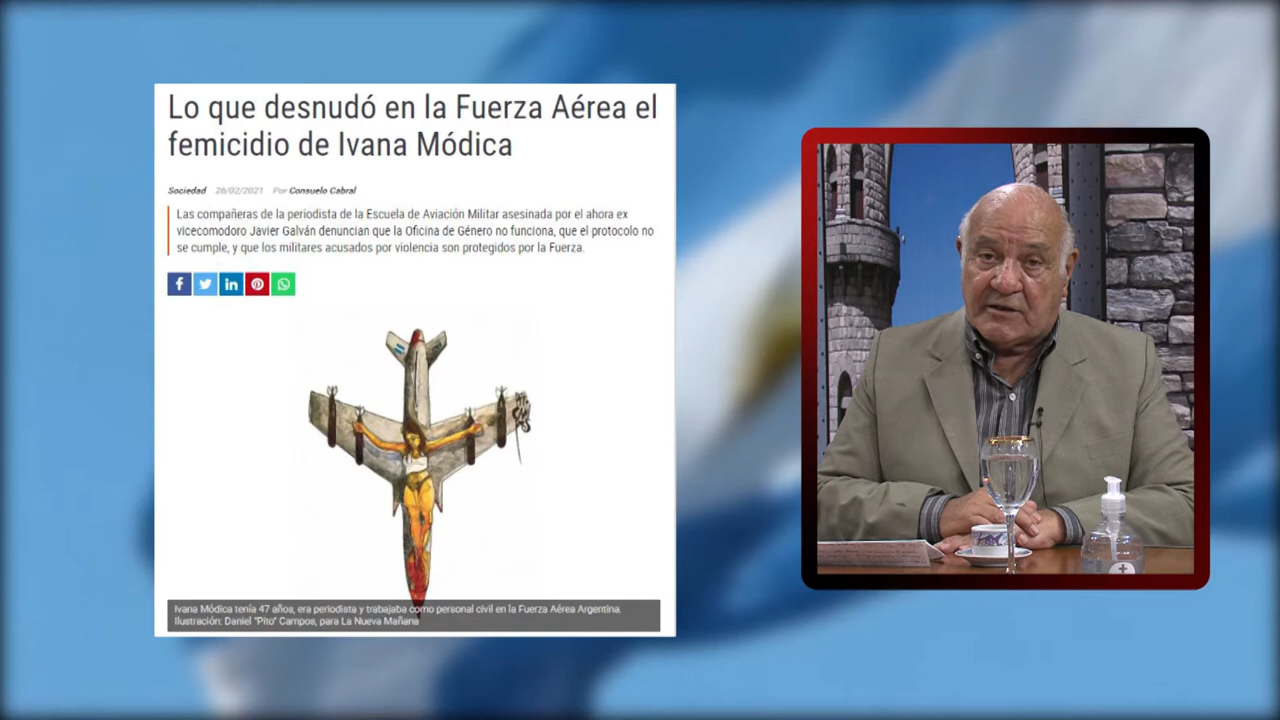 Lo que desnudó en la Fuerza Aérea el
femicidio de Ivana Módica
Sociedad 26/02/2021 Por Consuelo Cabral
Las compañeras de la periodista de la Escuela de Aviación Militar asesinada por el ahora ex
vicecomodoro Javier Galván denuncian que la Oficina de Género no funciona, que el protocolo no
se cumple, y que los militares acusados por violencia son protegidos por la Fuerza.
Ivana Módica tenía 47 años, era periodista y trabajaba como personal civil en la Fuerza Aérea Argentina.
Ilustración: Daniel "Pito" Campos, para La Nueva Mañana